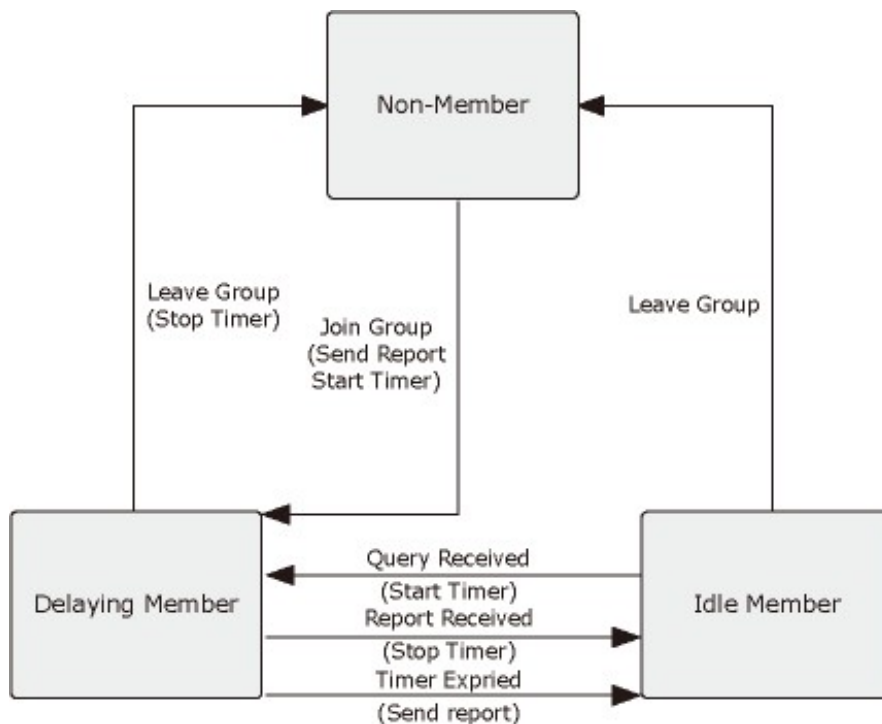 Non-Member
Leave Group
(Stop Timer)
Join Group
(Send Report
Start Timer)
Leave Group
Delaying Member
Query Received
(Start Timer)
Report Received
(Stop Timer)
Timer Expried
(Send report)
Idle Member